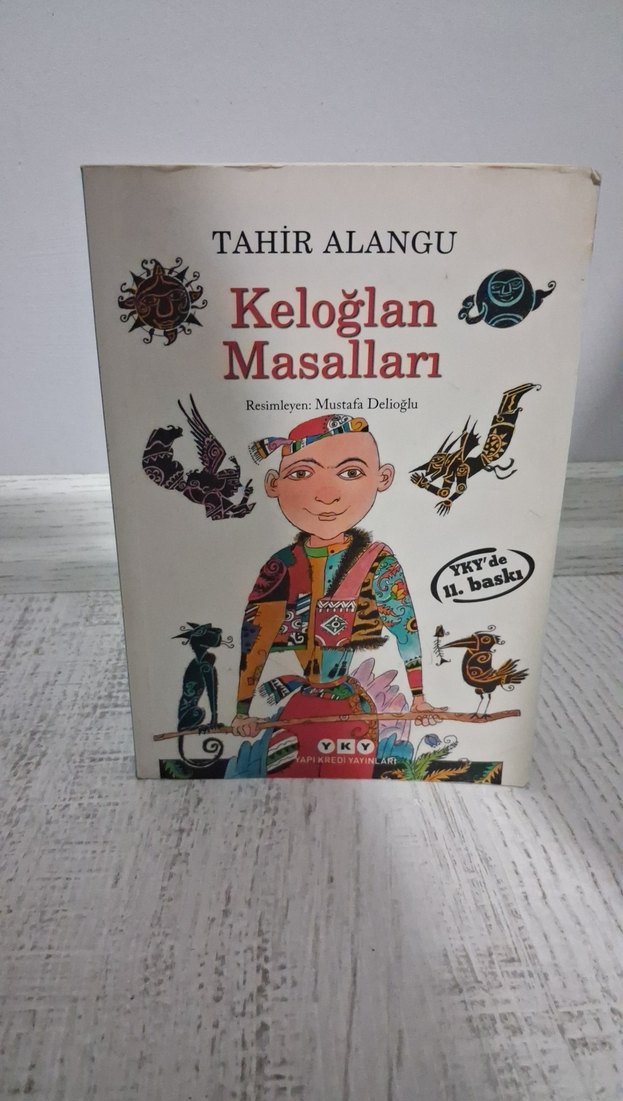 TAHİR ALANGU
Keloğlan
Masalları
Resimleyen: Mustafa Delioğlu
YKY'de
11. baskı
YKY
YAPI KREDİ YAYINLARI